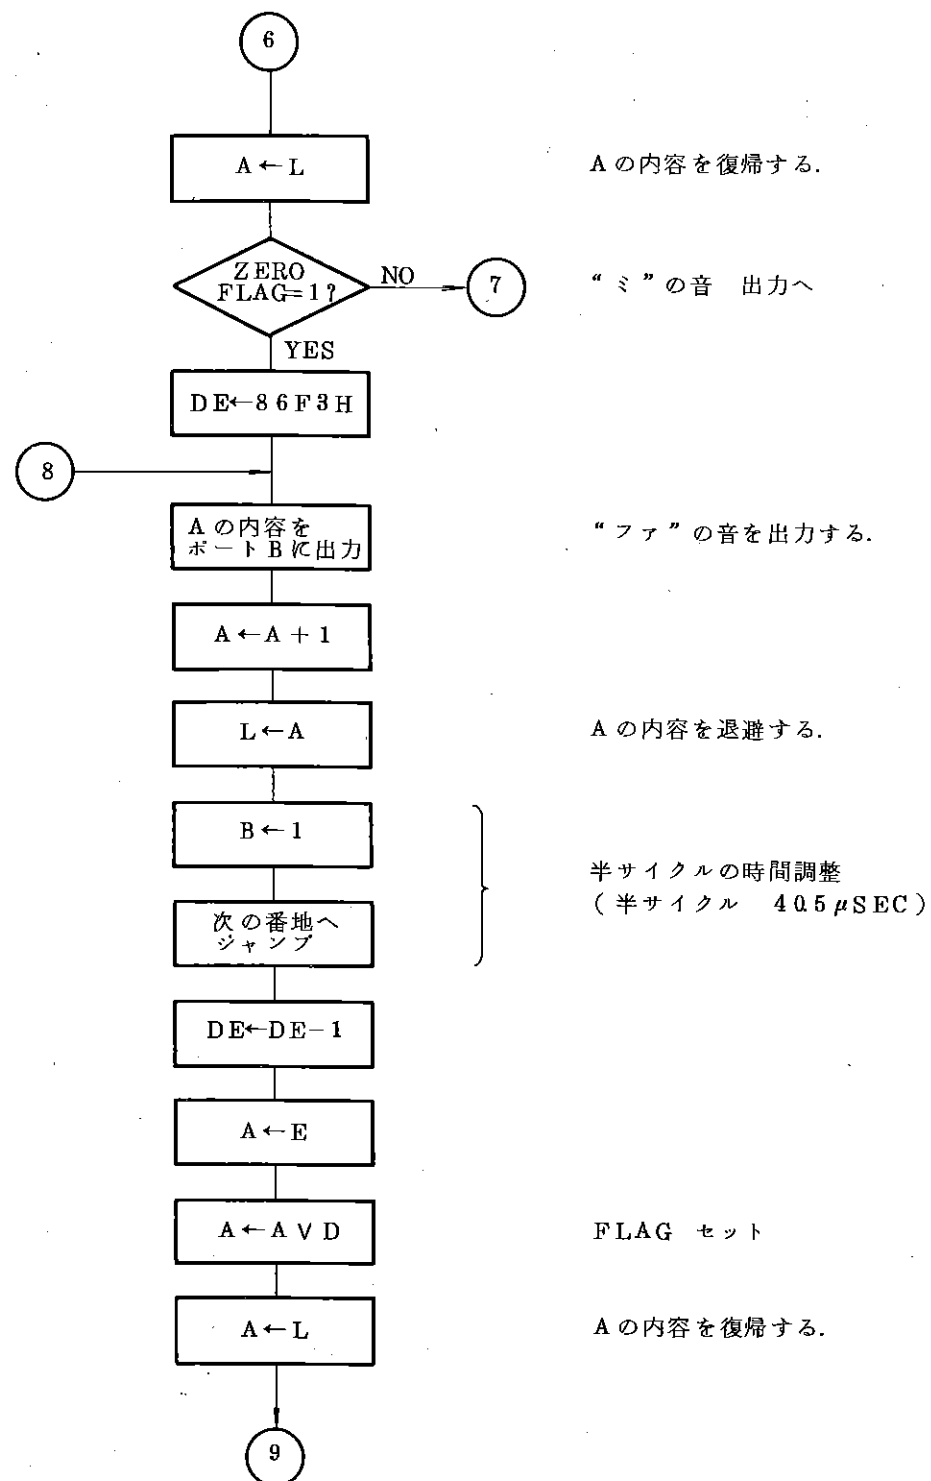 6
A←L
Aの内容を復帰する.
ZERO
FLAG=1?
NO
7
“ミ”の音 出力へ
YES
DE←86F3H
8
Aの内容を
ポートBに出力
“ファ”の音を出力する.
A←A+1
L←A
Aの内容を退避する.
B←1
半サイクルの時間調整
(半サイクル 405μSEC)
次の番地へ
ジャンプ
DE←DE-1
A←E
A←A∨D
FLAG セット
A←L
Aの内容を復帰する.
9